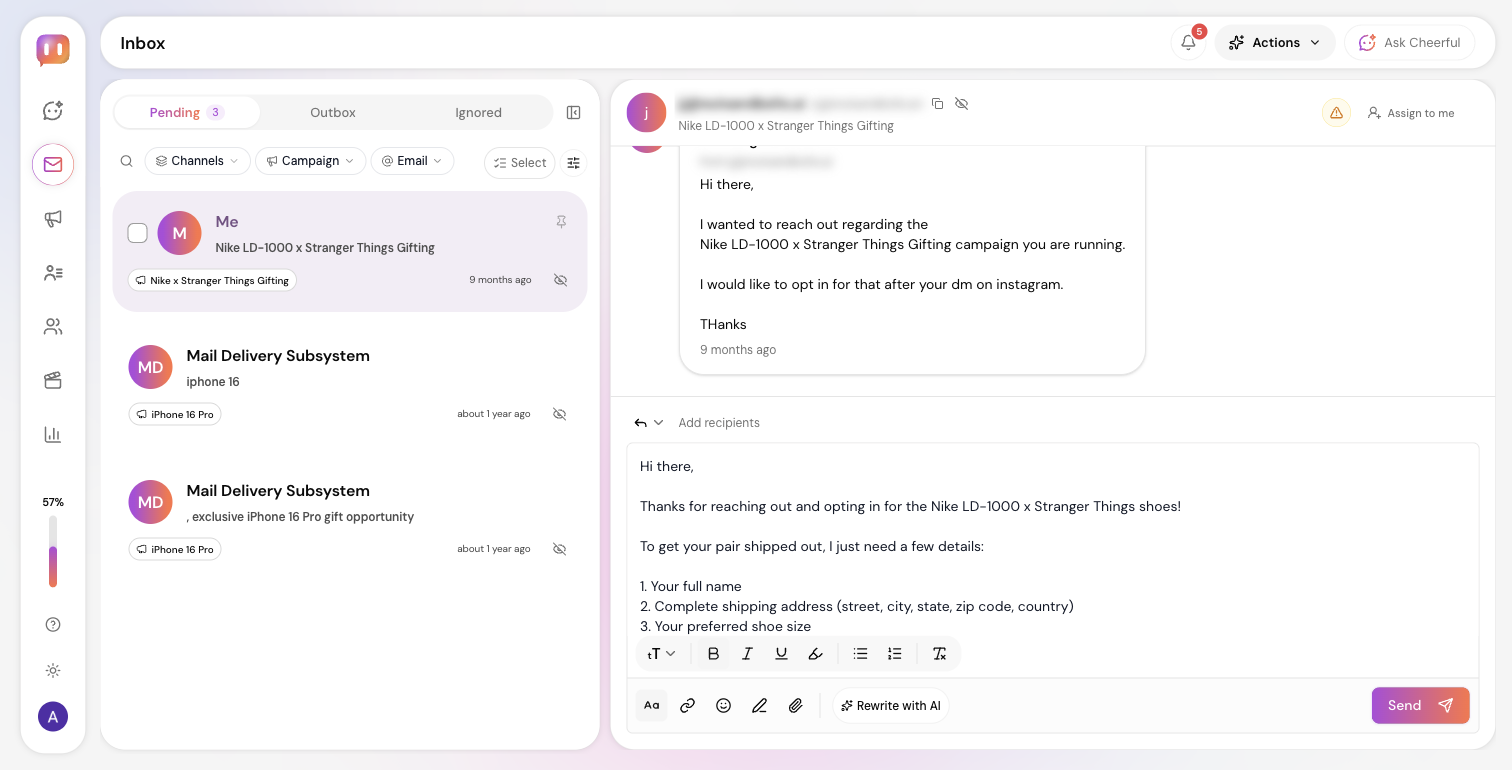 Inbox
5
Actions
Ask Cheerful
57%
A
Pending 3
Outbox
Ignored
Channels
Campaign
Email
Select
M
Me
Nike LD-1000 x Stranger Things Gifting
Nike x Stranger Things Gifting
9 months ago
MD
Mail Delivery Subsystem
iphone 16
iPhone 16 Pro
about 1 year ago
MD
Mail Delivery Subsystem
, exclusive iPhone 16 Pro gift opportunity
iPhone 16 Pro
about 1 year ago
j
Nike LD-1000 x Stranger Things Gifting
Assign to me
Hi there,
I wanted to reach out regarding the
Nike LD-1000 x Stranger Things Gifting campaign you are running.
I would like to opt in for that after your dm on instagram.
THanks
9 months ago
Add recipients
Hi there,
Thanks for reaching out and opting in for the Nike LD-1000 x Stranger Things shoes!
To get your pair shipped out, I just need a few details:
1. Your full name
2. Complete shipping address (street, city, state, zip code, country)
3. Your preferred shoe size
tT
B
I
U
Aa
Rewrite with AI
Send